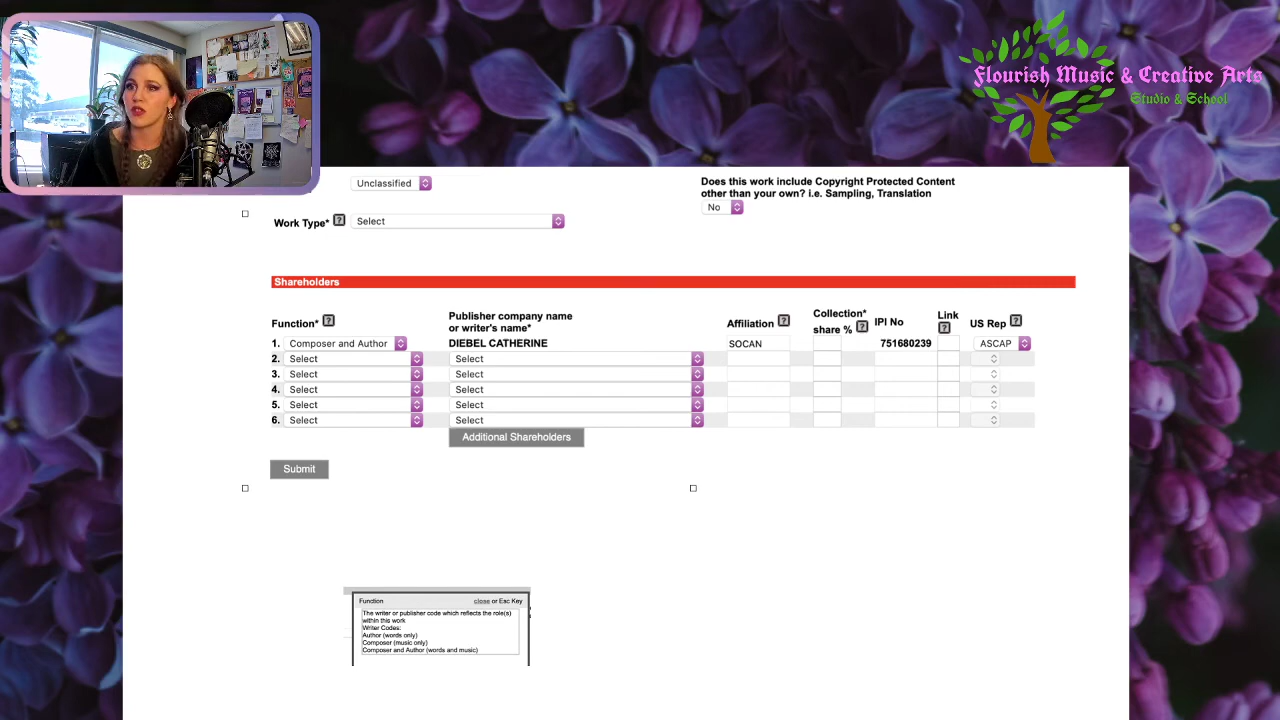 Flourish Music & Creative Arts
Studio & School
Unclassified
Does this work include Copyright Protected Content
other than your own? i.e. Sampling, Translation
No
Work Type* ? Select
Shareholders
Function* ? Publisher company name or writer's name* Affiliation ? Collection* share % ? IPI No Link ? US Rep ?
1. Composer and Author DIEBEL CATHERINE SOCAN 751680239 ASCAP
2. Select Select
3. Select Select
4. Select Select
5. Select Select
6. Select Select
Additional Shareholders
Submit
Function close or Esc Key
The writer or publisher code which reflects the role(s)
within this work
Writer Codes:
Author (words only)
Composer (music only)
Composer and Author (words and music)